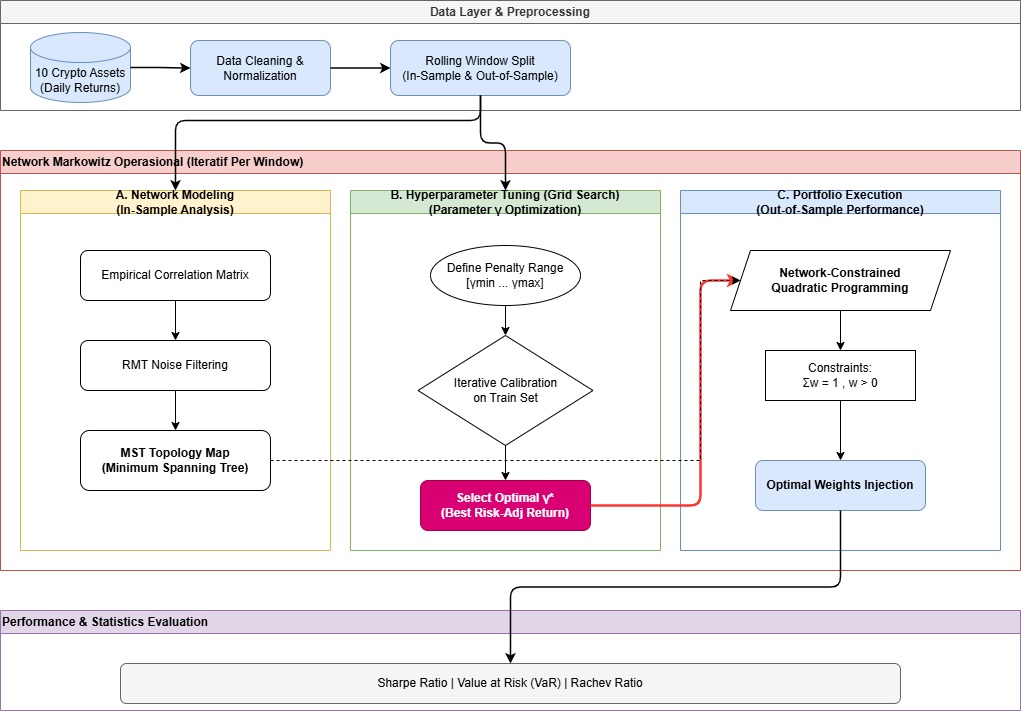 Data Layer & Preprocessing
10 Crypto Assets
(Daily Returns)
Data Cleaning &
Normalization
Rolling Window Split
(In-Sample & Out-of-Sample)
Network Markowitz Operasional (Iteratif Per Window)
A. Network Modeling
(In-Sample Analysis)
Empirical Correlation Matrix
RMT Noise Filtering
MST Topology Map
(Minimum Spanning Tree)
B. Hyperparameter Tuning (Grid Search)
(Parameter γ Optimization)
Define Penalty Range
[γmin ... γmax]
Iterative Calibration
on Train Set
Select Optimal γ*
(Best Risk-Adj Return)
C. Portfolio Execution
(Out-of-Sample Performance)
Network-Constrained
Quadratic Programming
Constraints:
Σw = 1 , w > 0
Optimal Weights Injection
Performance & Statistics Evaluation
Sharpe Ratio | Value at Risk (VaR) | Rachev Ratio